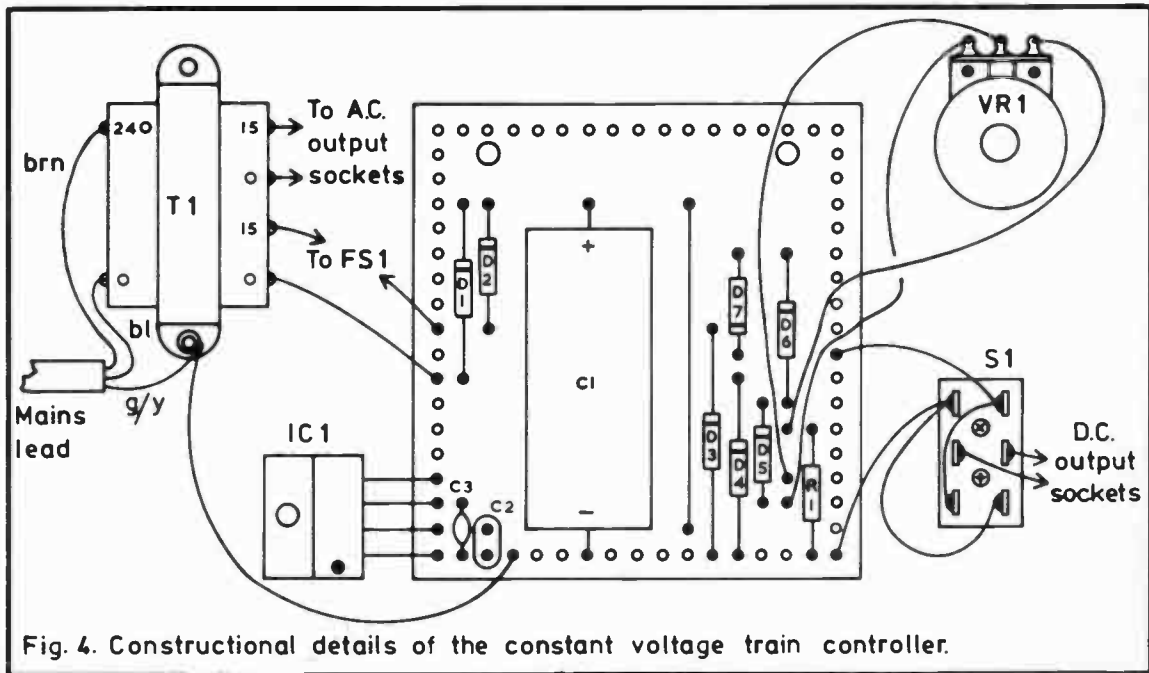 240
15
To A.C.
output
sockets
brn
T1
15
To FS1
bl
Mains
lead
g/y
IC1
C3
C2
D1
D2
+
C1
−
D7
D6
D3
D4
D5
R1
VR1
S1
D.C.
output
sockets
Fig. 4. Constructional details of the constant voltage train controller.